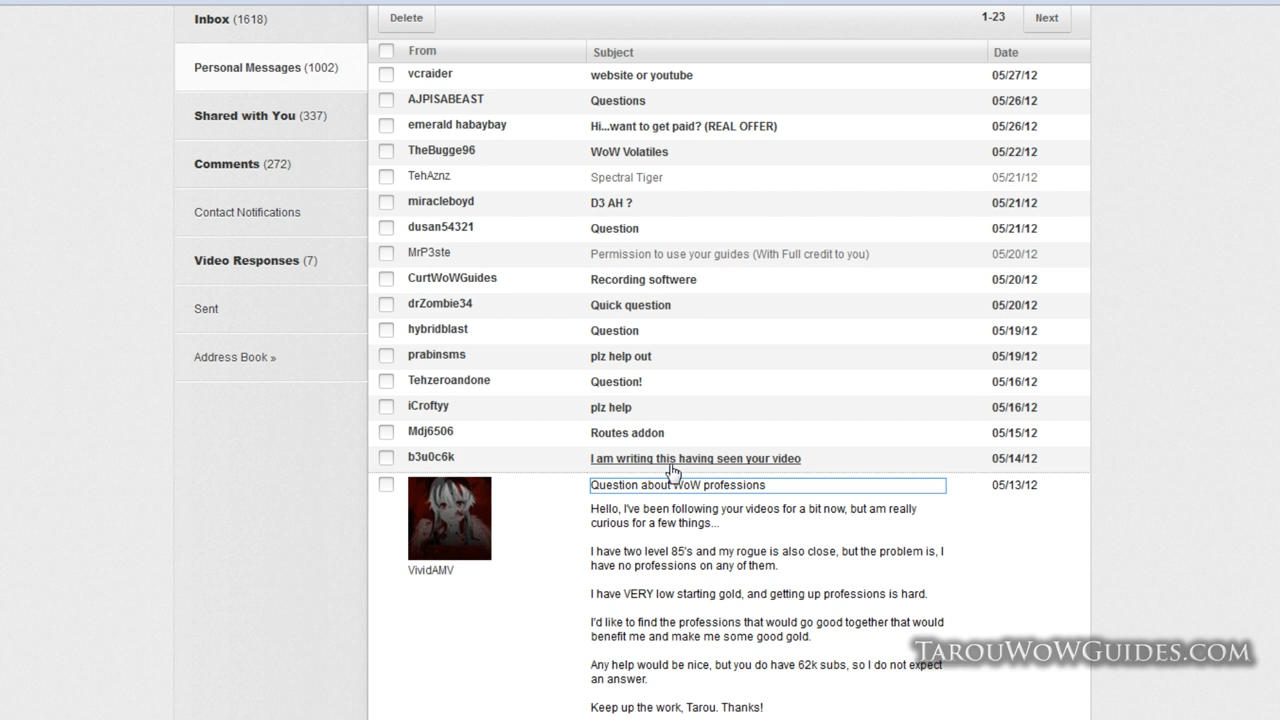 Inbox (1618)
Personal Messages (1002)
Shared with You (337)
Comments (272)
Contact Notifications
Video Responses (7)
Sent
Address Book »
Delete 1-23 Next
From Subject Date
vcraider website or youtube 05/27/12
AJPISABEAST Questions 05/26/12
emerald habaybay Hi...want to get paid? (REAL OFFER) 05/26/12
TheBugge96 WoW Volatiles 05/22/12
TehAznz Spectral Tiger 05/21/12
miracleboyd D3 AH ? 05/21/12
dusan54321 Question 05/21/12
MrP3ste Permission to use your guides (With Full credit to you) 05/20/12
CurtWoWGuides Recording softwere 05/20/12
drZombie34 Quick question 05/20/12
hybridblast Question 05/19/12
prabinsms plz help out 05/19/12
Tehzeroandone Question! 05/16/12
iCroftyy plz help 05/16/12
Mdj6506 Routes addon 05/15/12
b3u0c6k I am writing this having seen your video 05/14/12
Question about WoW professions 05/13/12
VividAMV
Hello, I've been following your videos for a bit now, but am really
curious for a few things...
I have two level 85's and my rogue is also close, but the problem is, I
have no professions on any of them.
I have VERY low starting gold, and getting up professions is hard.
I'd like to find the professions that would go good together that would
benefit me and make me some good gold.
Any help would be nice, but you do have 62k subs, so I do not expect
an answer.
Keep up the work, Tarou. Thanks!
TarouWoWGuides.com